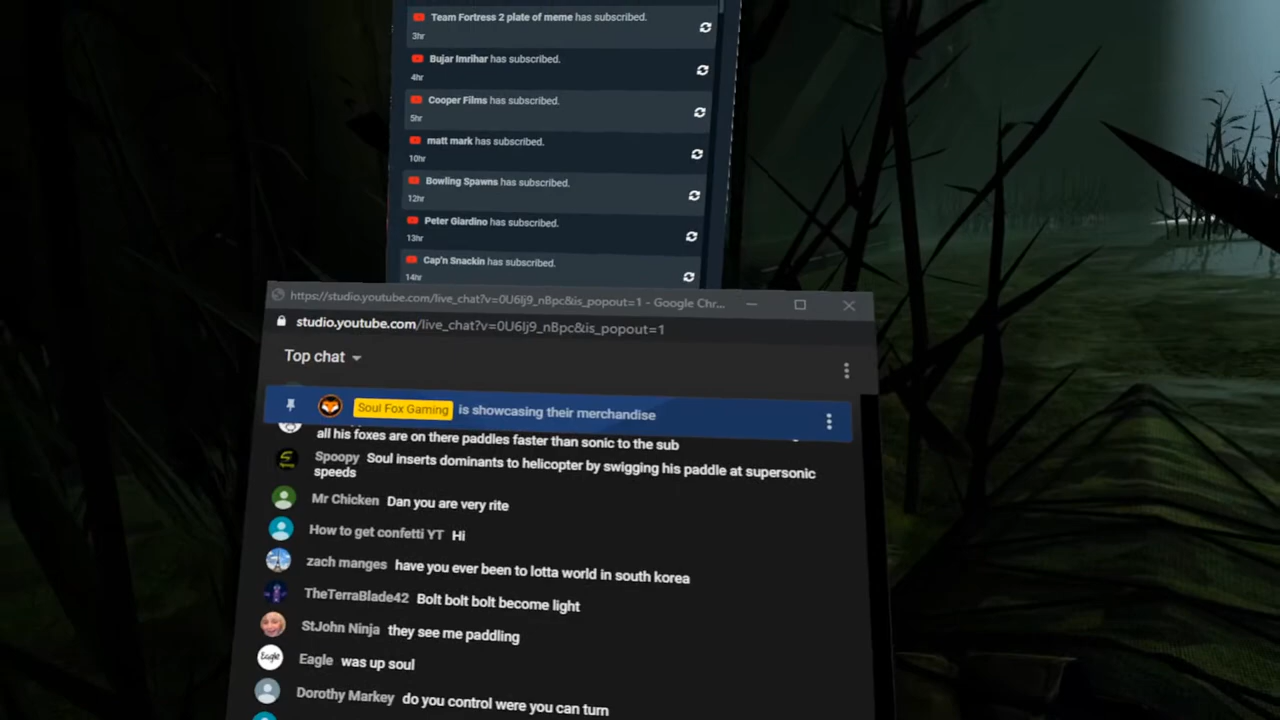 Team Fortress 2 plate of meme has subscribed.
3hr
Bujar Imrihar has subscribed.
4hr
Cooper Films has subscribed.
5hr
matt mark has subscribed.
10hr
Bowling Spawns has subscribed.
12hr
Peter Giardino has subscribed.
13hr
Cap'n Snackin has subscribed.
14hr
https://studio.youtube.com/live_chat?v=0U6Ij9_nBpc&is_popout=1 - Google Chr...
studio.youtube.com/live_chat?v=0U6Ij9_nBpc&is_popout=1
Top chat
Soul Fox Gaming is showcasing their merchandise
all his foxes are on there paddles faster than sonic to the sub
Spoopy Soul inserts dominants to helicopter by swigging his paddle at supersonic
speeds
Mr Chicken Dan you are very rite
How to get confetti YT Hi
zach manges have you ever been to lotta world in south korea
TheTerraBlade42 Bolt bolt bolt become light
StJohn Ninja they see me paddling
Eagle
Eagle was up soul
Dorothy Markey do you control were you can turn